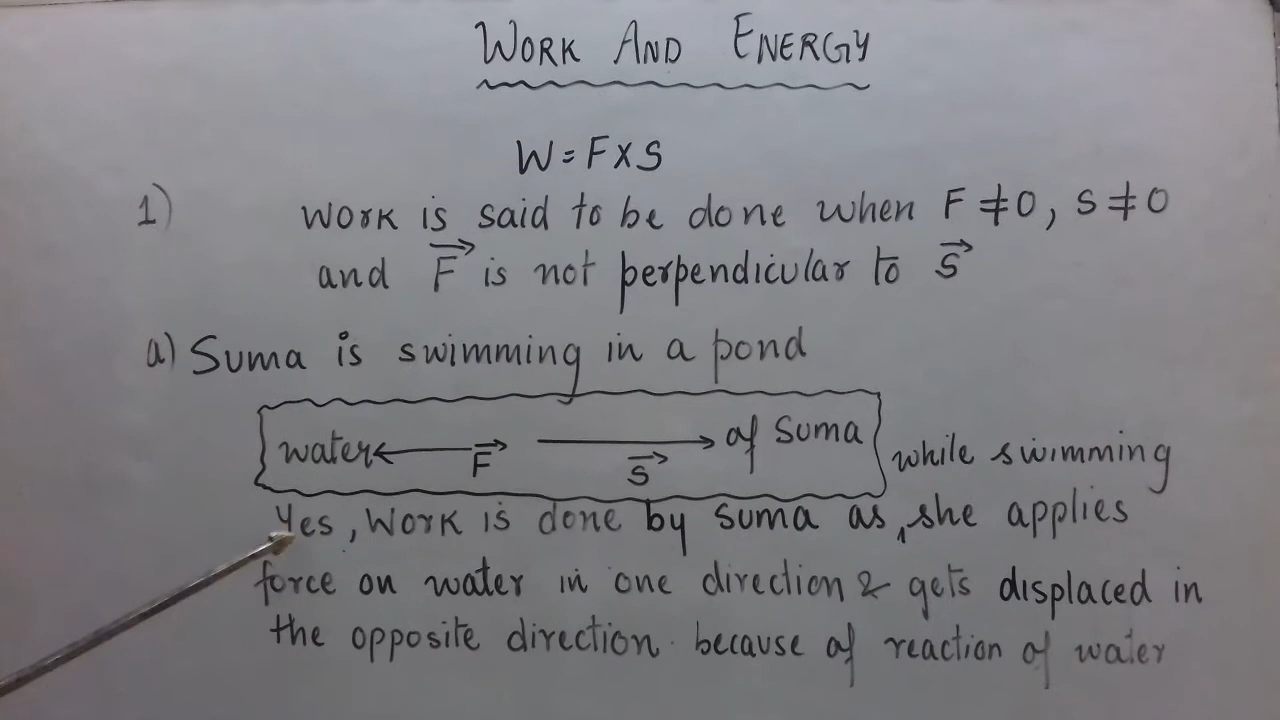 WORK AND ENERGY
W = F x S
1) Work is said to be done when F ≠ 0, S ≠ 0
and F⃗ is not perpendicular to S⃗
a) Suma is swimming in a pond
water ← F⃗ → S⃗ of Suma
while swimming
Yes, Work is done by Suma as ‸ she applies
force on water in one direction & gets displaced in
the opposite direction. because of reaction of water